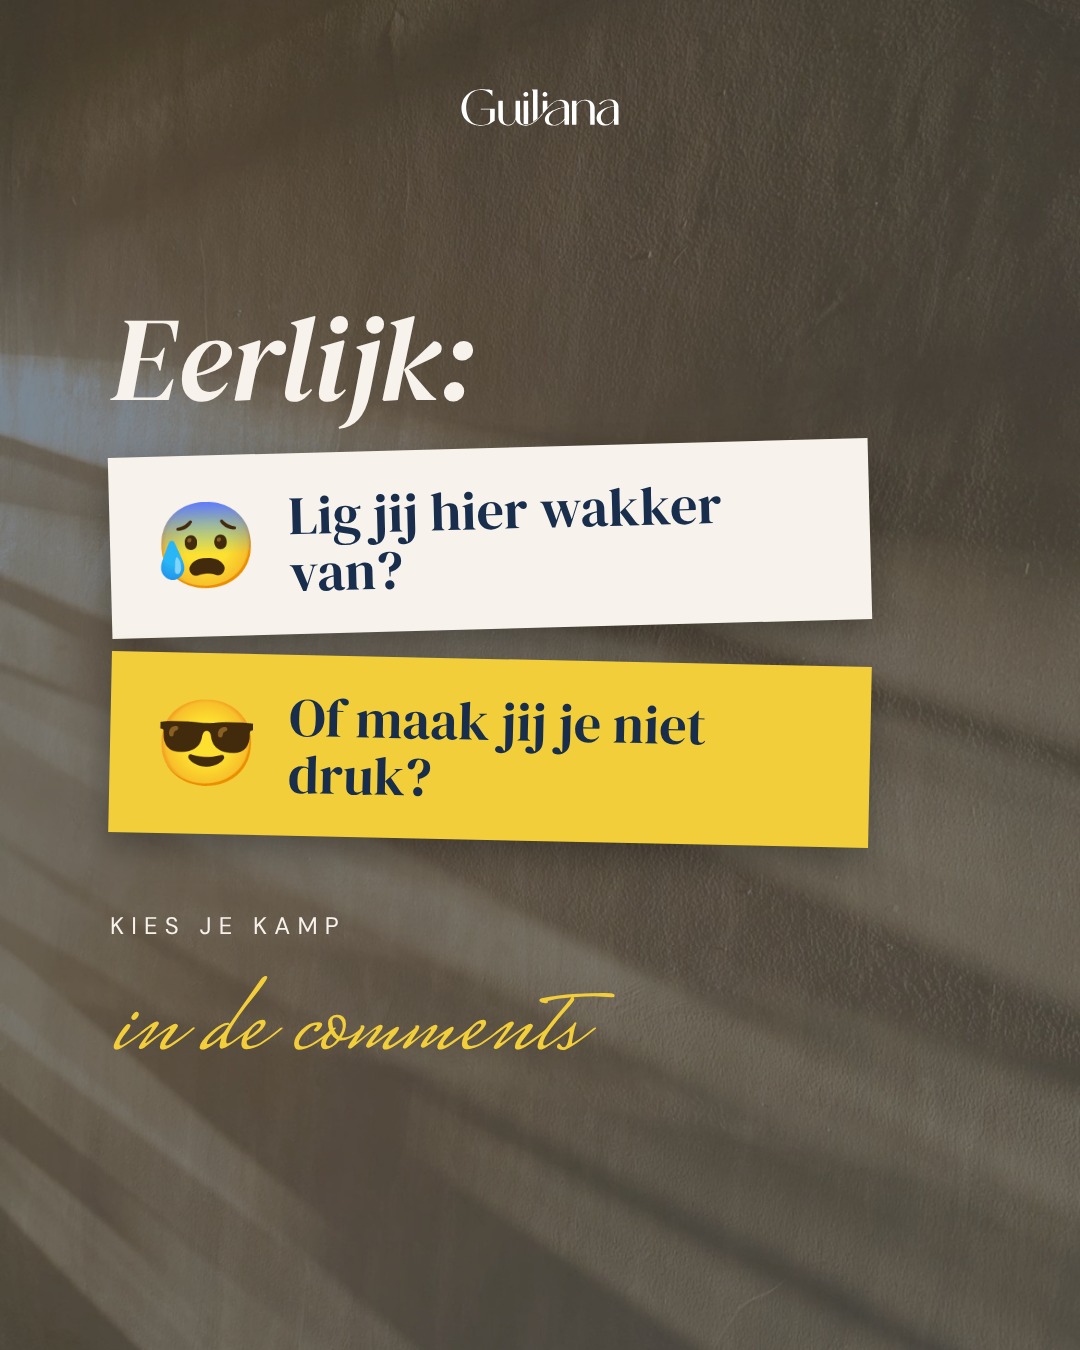 Guiliana
Eerlijk:
Lig jij hier wakker
van?
Of maak jij je niet
druk?
KIES JE KAMP
in de comments